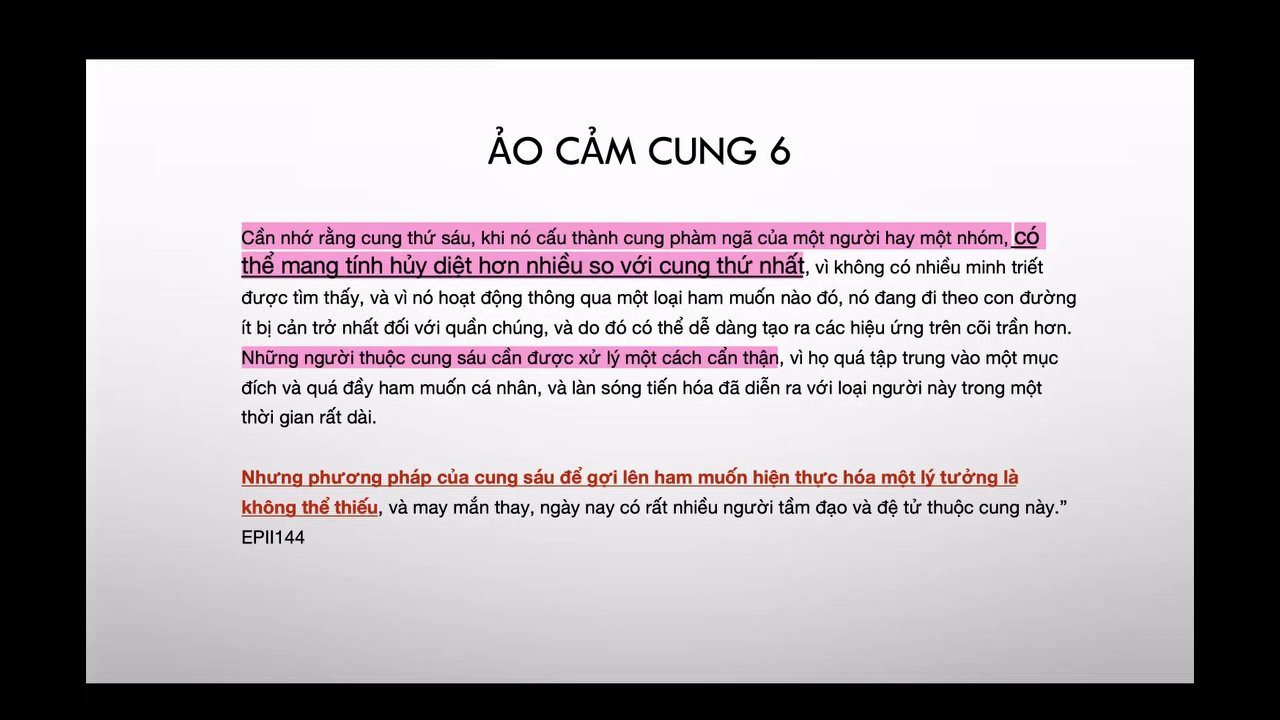 ẢO CẢM CUNG 6
Cần nhớ rằng cung thứ sáu, khi nó cấu thành cung phàm ngã của một người hay một nhóm, có
thể mang tính hủy diệt hơn nhiều so với cung thứ nhất, vì không có nhiều minh triết
được tìm thấy, và vì nó hoạt động thông qua một loại ham muốn nào đó, nó đang đi theo con đường
ít bị cản trở nhất đối với quần chúng, và do đó có thể dễ dàng tạo ra các hiệu ứng trên cõi trần hơn.
Những người thuộc cung sáu cần được xử lý một cách cẩn thận, vì họ quá tập trung vào một mục
đích và quá đầy ham muốn cá nhân, và làn sóng tiến hóa đã diễn ra với loại người này trong một
thời gian rất dài.
Nhưng phương pháp của cung sáu để gợi lên ham muốn hiện thực hóa một lý tưởng là
không thể thiếu, và may mắn thay, ngày nay có rất nhiều người tầm đạo và đệ tử thuộc cung này.”
EPII144